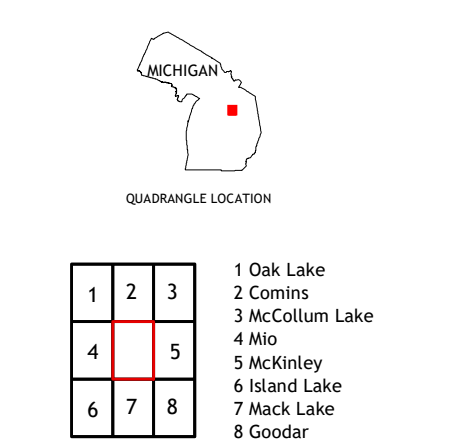 MICHIGAN
QUADRANGLE LOCATION
1 2 3
4 5
6 7 8
1 Oak Lake
2 Comins
3 McCollum Lake
4 Mio
5 McKinley
6 Island Lake
7 Mack Lake
8 Goodar